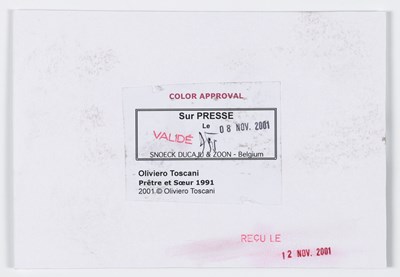 COLOR APPROVAL
Sur PRESSE
Le 08 NOV. 2001
VALIDÉ
SNOECK DUCAJU & ZOON - Belgium
Oliviero Toscani
Prêtre et Sœur 1991
2001 © Oliviero Toscani
REÇU LE
12 NOV. 2001